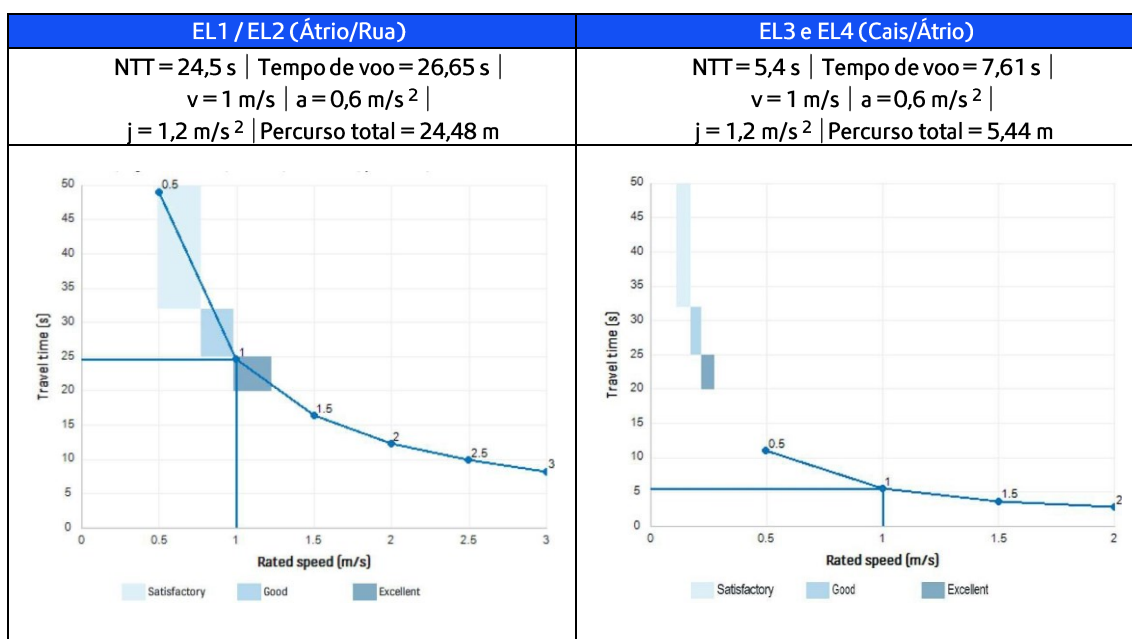 EL1 / EL2 (Átrio/Rua)
NTT = 24,5 s | Tempo de voo = 26,65 s |
v = 1 m/s | a = 0,6 m/s ² |
j = 1,2 m/s ² | Percurso total = 24,48 m
50
45
40
35
30
25
20
15
10
5
0
Travel time (s)
0.5
1
1.5
2
2.5
3
0
0.5
1
1.5
2
2.5
3
Rated speed (m/s)
Satisfactory
Good
Excellent
EL3 e EL4 (Cais/Átrio)
NTT = 5,4 s | Tempo de voo = 7,61 s |
v = 1 m/s | a = 0,6 m/s ² |
j = 1,2 m/s ² | Percurso total = 5,44 m
50
45
40
35
30
25
20
15
10
5
0
Travel time (s)
0.5
1
1.5
2
0
0.5
1
1.5
2
Rated speed (m/s)
Satisfactory
Good
Excellent